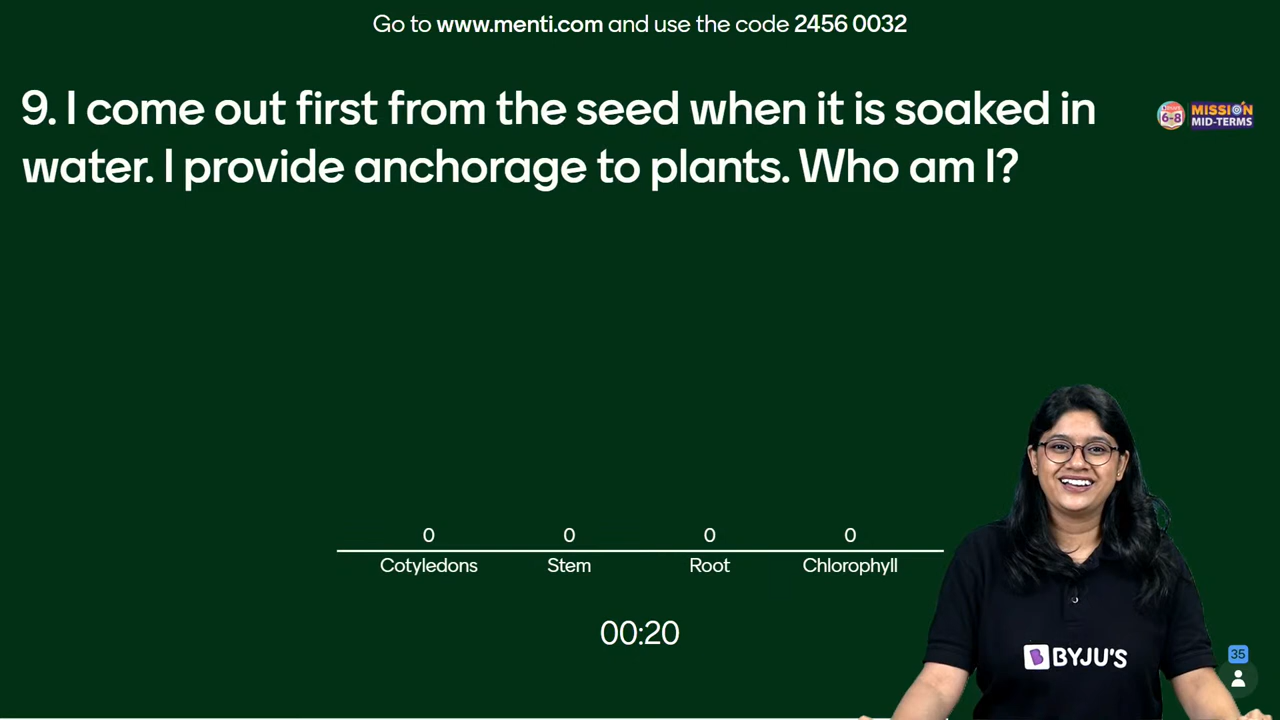 Go to www.menti.com and use the code 2456 0032
9. I come out first from the seed when it is soaked in
water. I provide anchorage to plants. Who am I?
6-8
MISSION
MID-TERMS
0 0 0 0
Cotyledons Stem Root Chlorophyll
00:20
BYJU'S
35